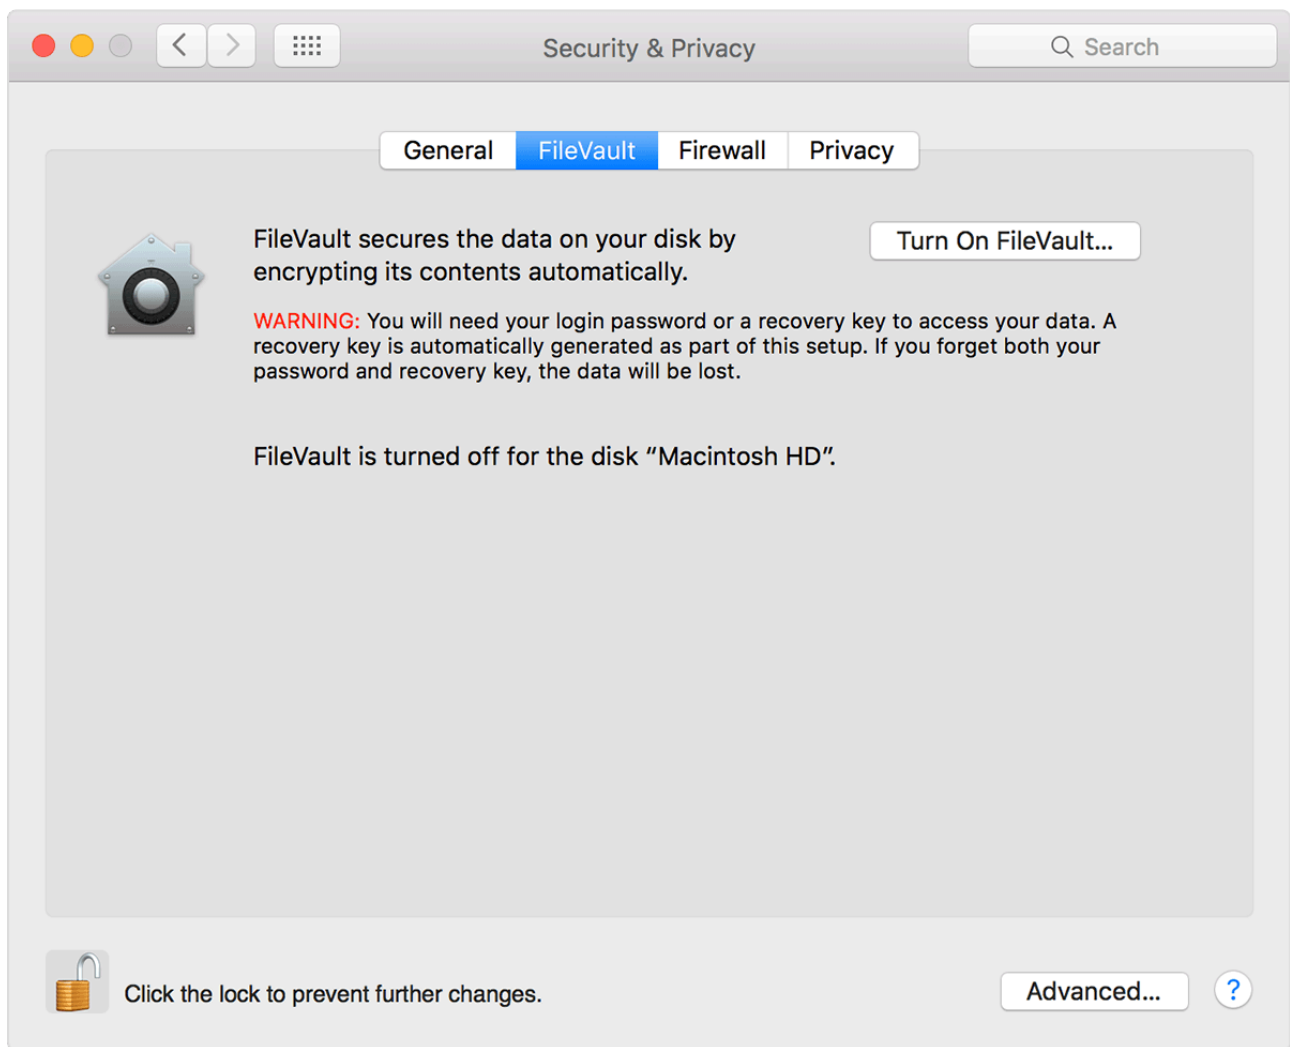 Security & Privacy
Search
General
FileVault
Firewall
Privacy
FileVault secures the data on your disk by
encrypting its contents automatically.
Turn On FileVault...
WARNING: You will need your login password or a recovery key to access your data. A
recovery key is automatically generated as part of this setup. If you forget both your
password and recovery key, the data will be lost.
FileVault is turned off for the disk “Macintosh HD”.
Click the lock to prevent further changes.
Advanced...
?